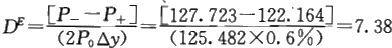 D^E = [P_- − P_+] / (2P_0Δy) = [127.723−122.164] / (125.482×0.6%) = 7.38